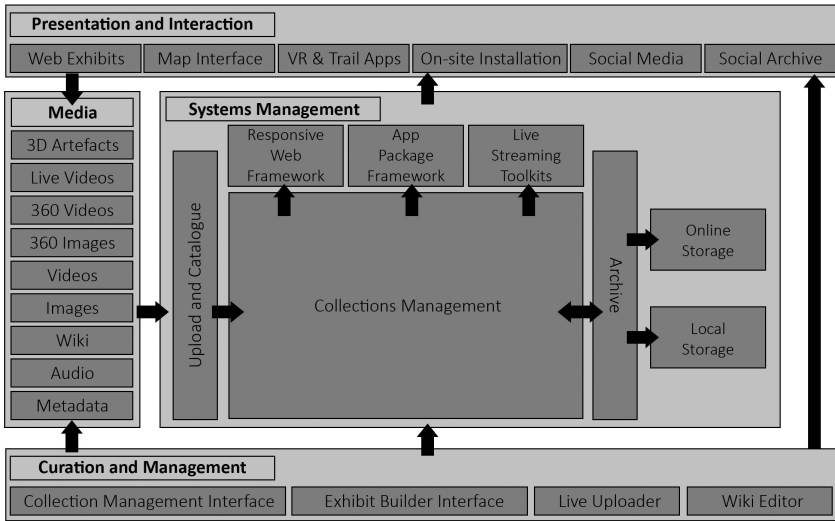 Presentation and Interaction
Web Exhibits
Map Interface
VR & Trail Apps
On-site Installation
Social Media
Social Archive
Media
3D Artefacts
Live Videos
360 Videos
360 Images
Videos
Images
Wiki
Audio
Metadata
Systems Management
Upload and Catalogue
Responsive
Web
Framework
App
Package
Framework
Live
Streaming
Toolkits
Collections Management
Archive
Online
Storage
Local
Storage
Curation and Management
Collection Management Interface
Exhibit Builder Interface
Live Uploader
Wiki Editor